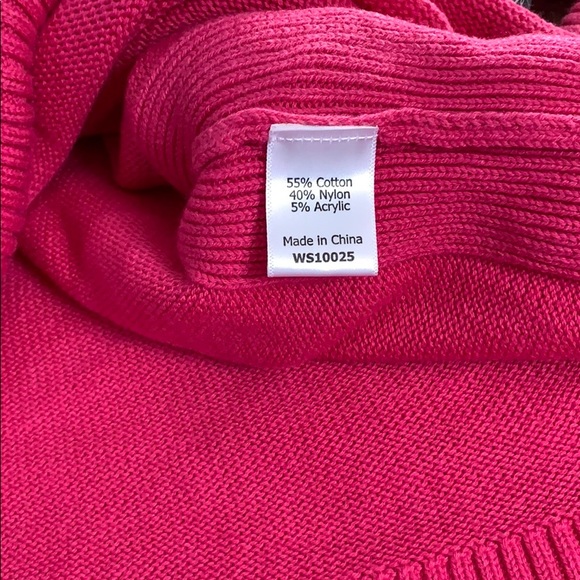 55% Cotton
40% Nylon
5% Acrylic
Made in China
WS10025